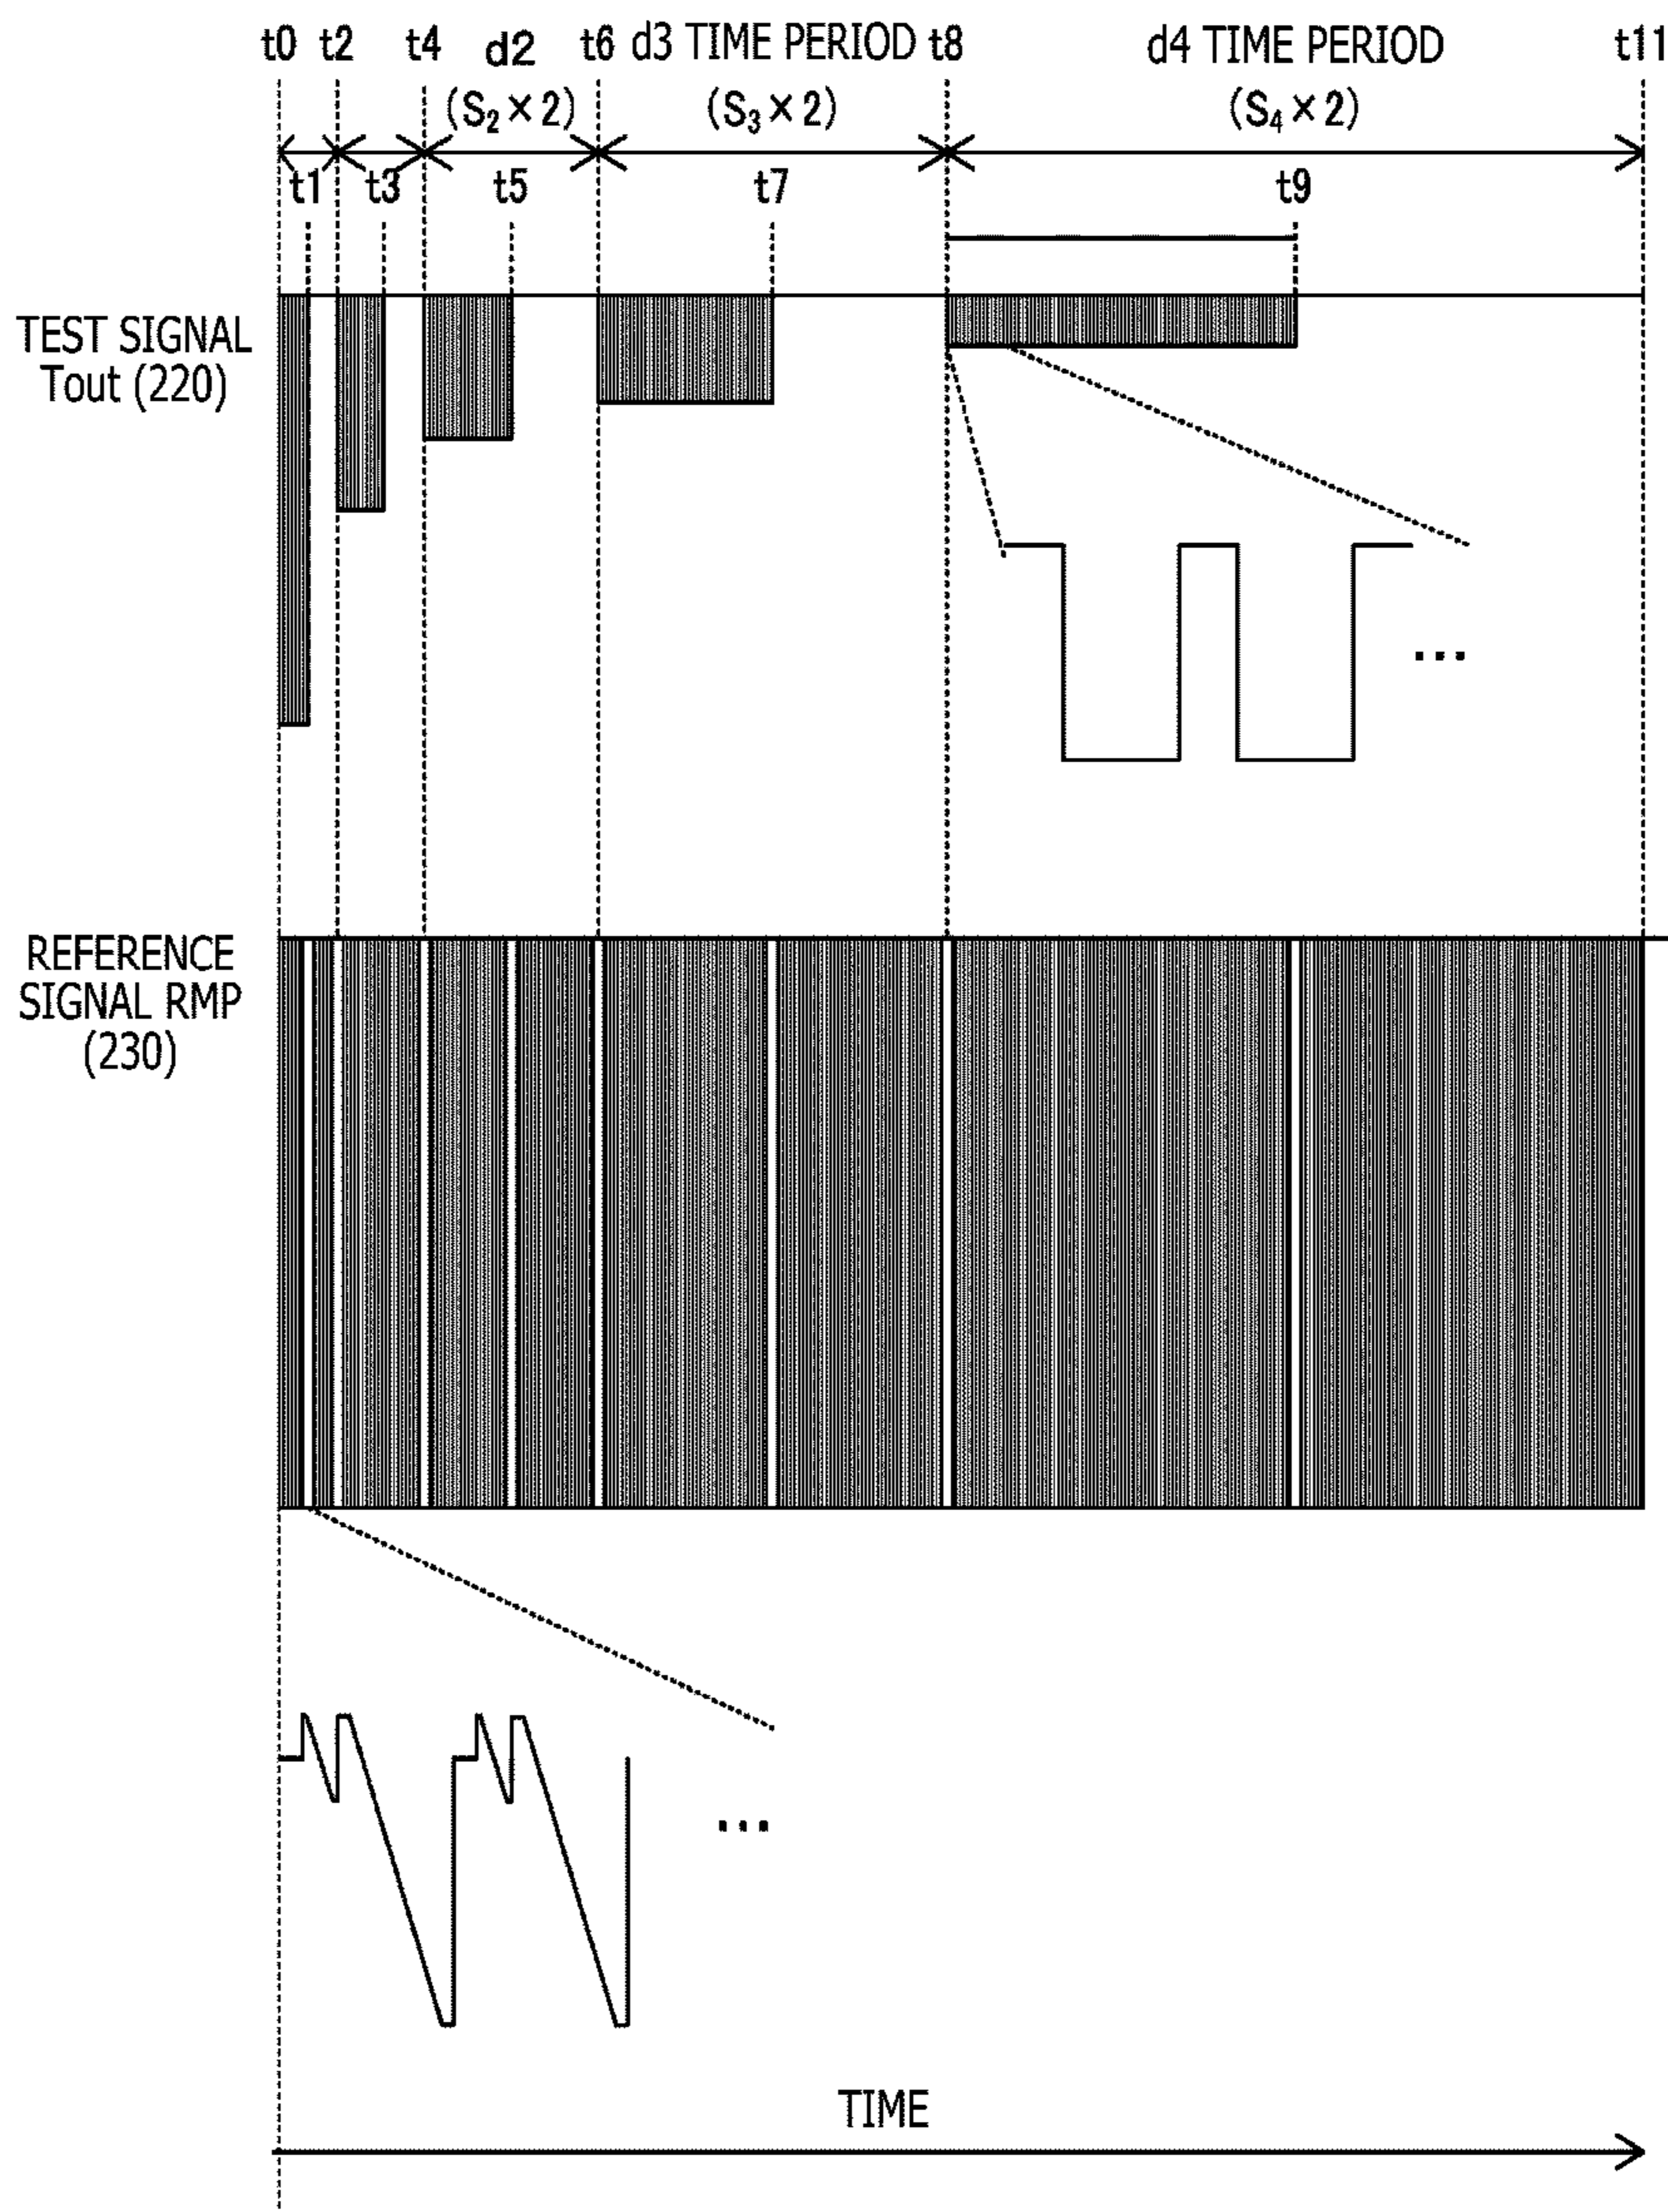 t0 t2 t4 d2 t6 d3 TIME PERIOD t8 d4 TIME PERIOD t11
(S₂×2) (S₃×2) (S₄×2)
t1 t3 t5 t7 t9
TEST SIGNAL
Tout (220)
...
REFERENCE
SIGNAL RMP
(230)
...
TIME